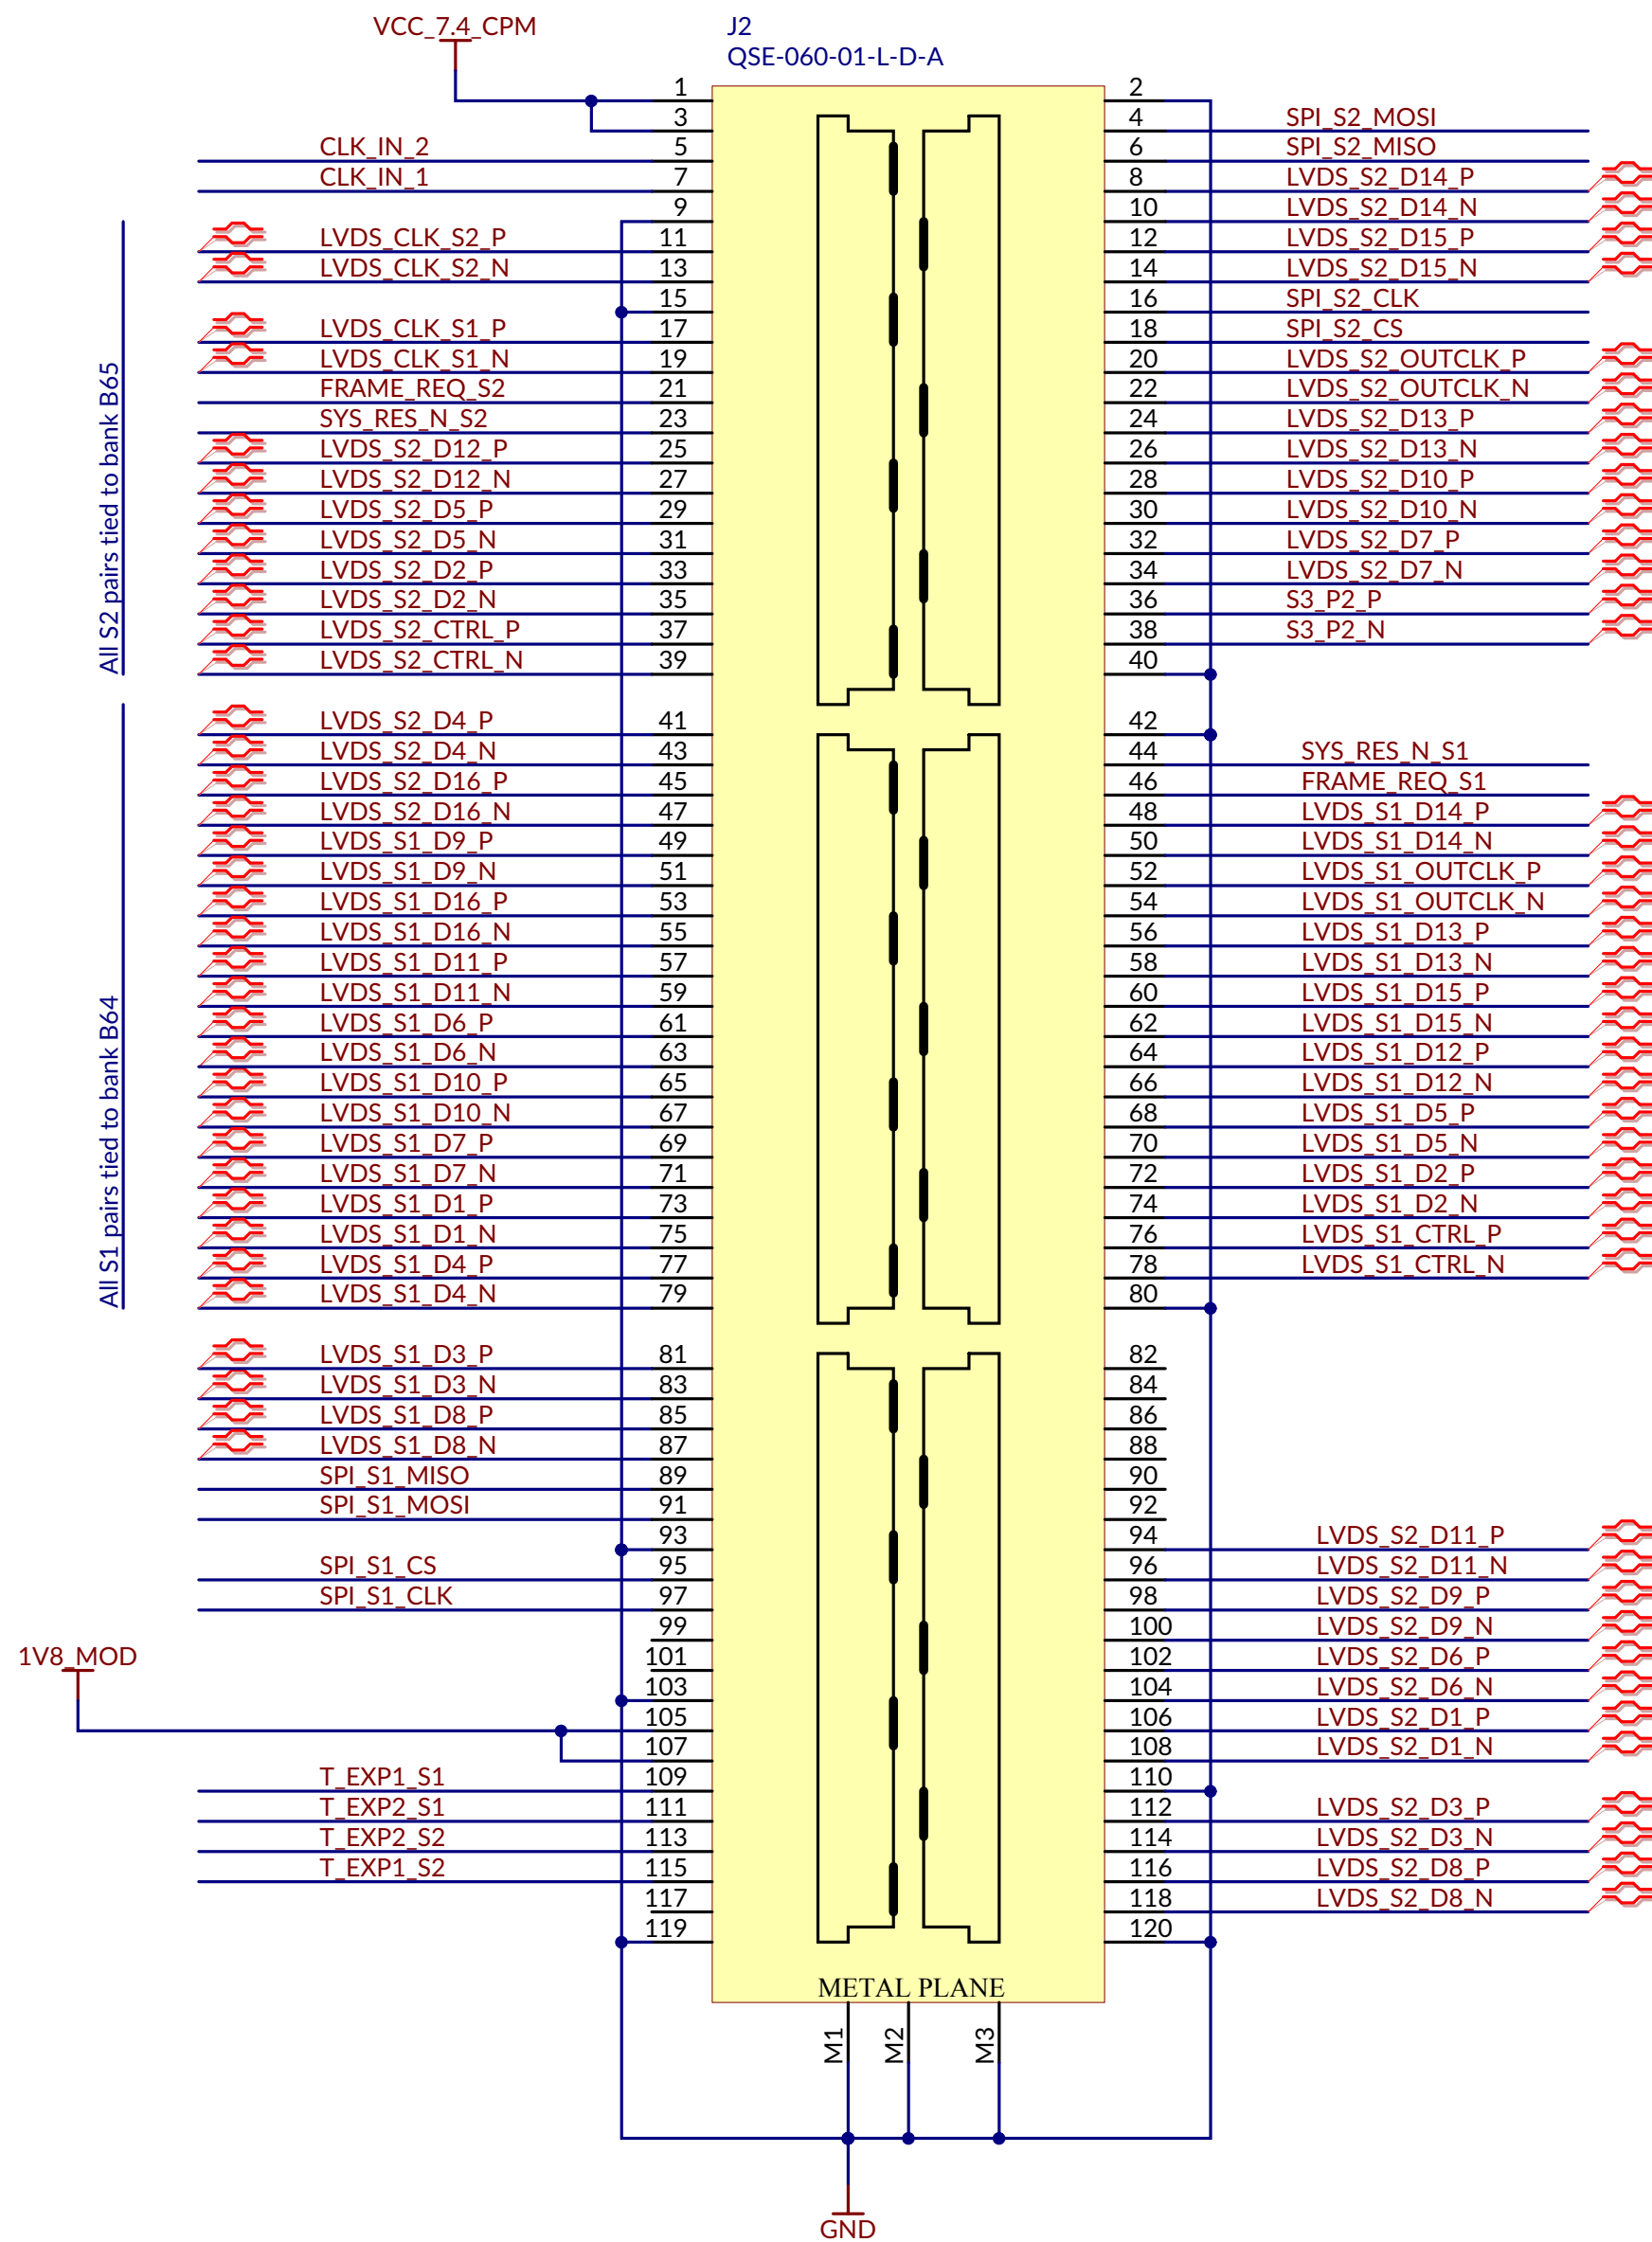 VCC_7.4_CPM
J2
QSE-060-01-L-D-A
1 2
3 4 SPI_S2_MOSI
CLK_IN_2 5 6 SPI_S2_MISO
CLK_IN_1 7 8 LVDS_S2_D14_P
9 10 LVDS_S2_D14_N
LVDS_CLK_S2_P 11 12 LVDS_S2_D15_P
LVDS_CLK_S2_N 13 14 LVDS_S2_D15_N
15 16 SPI_S2_CLK
LVDS_CLK_S1_P 17 18 SPI_S2_CS
LVDS_CLK_S1_N 19 20 LVDS_S2_OUTCLK_P
FRAME_REQ_S2 21 22 LVDS_S2_OUTCLK_N
SYS_RES_N_S2 23 24 LVDS_S2_D13_P
LVDS_S2_D12_P 25 26 LVDS_S2_D13_N
LVDS_S2_D12_N 27 28 LVDS_S2_D10_P
LVDS_S2_D5_P 29 30 LVDS_S2_D10_N
LVDS_S2_D5_N 31 32 LVDS_S2_D7_P
LVDS_S2_D2_P 33 34 LVDS_S2_D7_N
LVDS_S2_D2_N 35 36 S3_P2_P
LVDS_S2_CTRL_P 37 38 S3_P2_N
LVDS_S2_CTRL_N 39 40
All S2 pairs tied to bank B65
LVDS_S2_D4_P 41 42
LVDS_S2_D4_N 43 44 SYS_RES_N_S1
LVDS_S2_D16_P 45 46 FRAME_REQ_S1
LVDS_S2_D16_N 47 48 LVDS_S1_D14_P
LVDS_S1_D9_P 49 50 LVDS_S1_D14_N
LVDS_S1_D9_N 51 52 LVDS_S1_OUTCLK_P
LVDS_S1_D16_P 53 54 LVDS_S1_OUTCLK_N
LVDS_S1_D16_N 55 56 LVDS_S1_D13_P
LVDS_S1_D11_P 57 58 LVDS_S1_D13_N
LVDS_S1_D11_N 59 60 LVDS_S1_D15_P
LVDS_S1_D6_P 61 62 LVDS_S1_D15_N
LVDS_S1_D6_N 63 64 LVDS_S1_D12_P
LVDS_S1_D10_P 65 66 LVDS_S1_D12_N
LVDS_S1_D10_N 67 68 LVDS_S1_D5_P
LVDS_S1_D7_P 69 70 LVDS_S1_D5_N
LVDS_S1_D7_N 71 72 LVDS_S1_D2_P
LVDS_S1_D1_P 73 74 LVDS_S1_D2_N
LVDS_S1_D1_N 75 76 LVDS_S1_CTRL_P
LVDS_S1_D4_P 77 78 LVDS_S1_CTRL_N
LVDS_S1_D4_N 79 80
All S1 pairs tied to bank B64
LVDS_S1_D3_P 81 82
LVDS_S1_D3_N 83 84
LVDS_S1_D8_P 85 86
LVDS_S1_D8_N 87 88
SPI_S1_MISO 89 90
SPI_S1_MOSI 91 92
93 94 LVDS_S2_D11_P
SPI_S1_CS 95 96 LVDS_S2_D11_N
SPI_S1_CLK 97 98 LVDS_S2_D9_P
99 100 LVDS_S2_D9_N
1V8_MOD 101 102 LVDS_S2_D6_P
103 104 LVDS_S2_D6_N
105 106 LVDS_S2_D1_P
107 108 LVDS_S2_D1_N
T_EXP1_S1 109 110
T_EXP2_S1 111 112 LVDS_S2_D3_P
T_EXP2_S2 113 114 LVDS_S2_D3_N
T_EXP1_S2 115 116 LVDS_S2_D8_P
117 118 LVDS_S2_D8_N
119 120
METAL PLANE
M1 M2 M3
GND